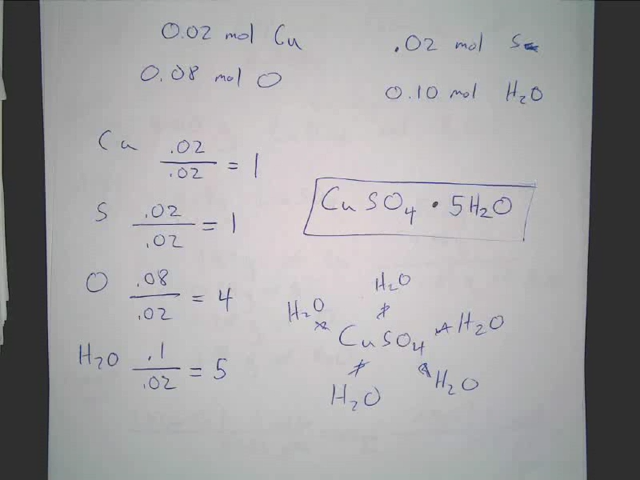 0.02 mol Cu
.02 mol S
0.08 mol O
0.10 mol H₂O
Cu .02/.02 = 1
S .02/.02 = 1
O .08/.02 = 4
H₂O .1/.02 = 5
CuSO₄ • 5H₂O
H₂O
H₂O
CuSO₄ H₂O
H₂O H₂O